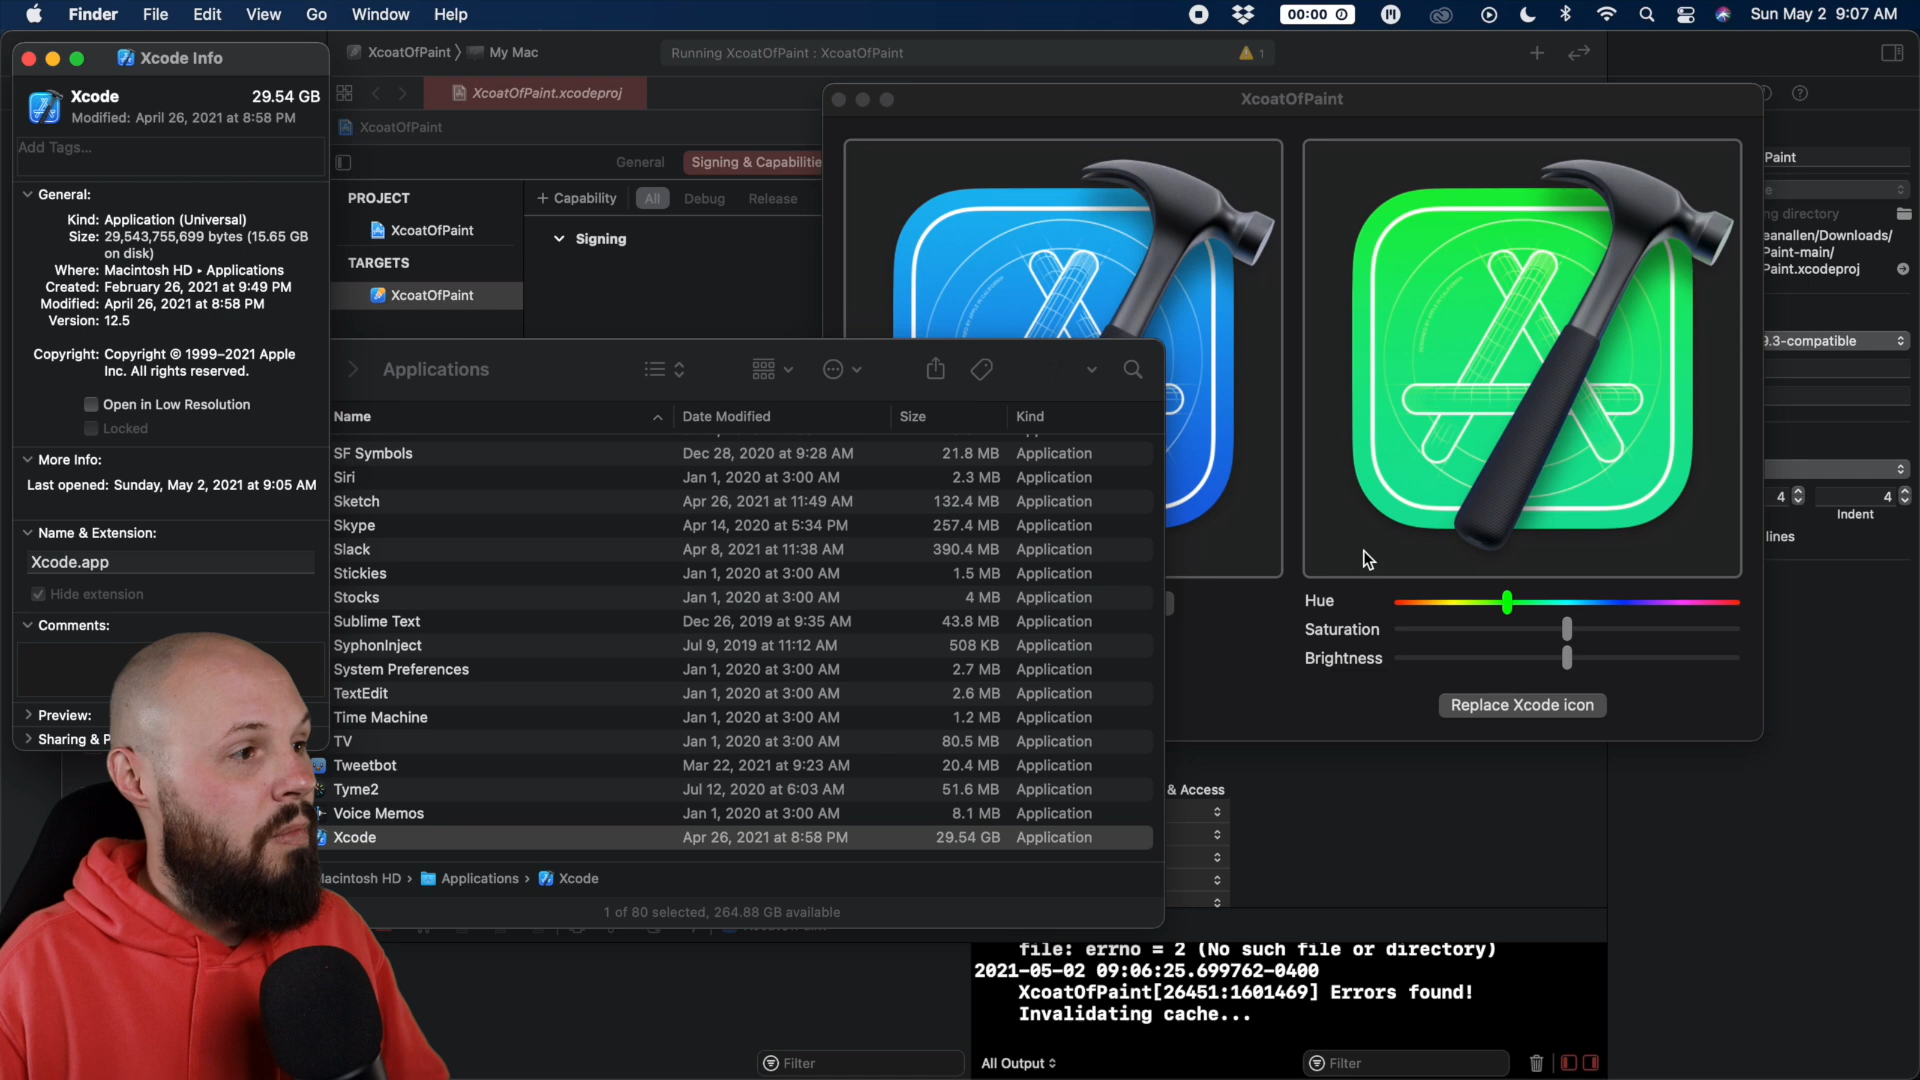 Finder File Edit View Go Window Help
00:00
Sun May 2 9:07 AM
Xcode Info
Xcode 29.54 GB
Modified: April 26, 2021 at 8:58 PM
Add Tags...
General:
Kind: Application (Universal)
Size: 29,543,755,699 bytes (15.65 GB
on disk)
Where: Macintosh HD ▸ Applications
Created: February 26, 2021 at 9:49 PM
Modified: April 26, 2021 at 8:58 PM
Version: 12.5
Copyright: Copyright © 1999–2021 Apple
Inc. All rights reserved.
Open in Low Resolution
Locked
More Info:
Last opened: Sunday, May 2, 2021 at 9:05 AM
Name & Extension:
Xcode.app
Hide extension
Comments:
Preview:
Sharing & P
XcoatOfPaint 〉 My Mac
Running XcoatOfPaint : XcoatOfPaint
1
XcoatOfPaint.xcodeproj
XcoatOfPaint
General Signing & Capabilitie
PROJECT
XcoatOfPaint
TARGETS
XcoatOfPaint
+ Capability All Debug Release
Signing
XcoatOfPaint
Hue
Saturation
Brightness
Replace Xcode icon
Applications
Name Date Modified Size Kind
SF Symbols Dec 28, 2020 at 9:28 AM 21.8 MB Application
Siri Jan 1, 2020 at 3:00 AM 2.3 MB Application
Sketch Apr 26, 2021 at 11:49 AM 132.4 MB Application
Skype Apr 14, 2020 at 5:34 PM 257.4 MB Application
Slack Apr 8, 2021 at 11:38 AM 390.4 MB Application
Stickies Jan 1, 2020 at 3:00 AM 1.5 MB Application
Stocks Jan 1, 2020 at 3:00 AM 4 MB Application
Sublime Text Dec 26, 2019 at 9:35 AM 43.8 MB Application
SyphonInject Jul 9, 2019 at 11:12 AM 508 KB Application
System Preferences Jan 1, 2020 at 3:00 AM 2.7 MB Application
TextEdit Jan 1, 2020 at 3:00 AM 2.6 MB Application
Time Machine Jan 1, 2020 at 3:00 AM 1.2 MB Application
TV Jan 1, 2020 at 3:00 AM 80.5 MB Application
Tweetbot Mar 22, 2021 at 9:23 AM 20.4 MB Application
Tyme2 Jul 12, 2020 at 6:03 AM 51.6 MB Application
Voice Memos Jan 1, 2020 at 3:00 AM 8.1 MB Application
Xcode Apr 26, 2021 at 8:58 PM 29.54 GB Application
acintosh HD › Applications › Xcode
1 of 80 selected, 264.88 GB available
Paint
ng directory
eanallen/Downloads/
Paint-main/
Paint.xcodeproj
9.3-compatible
4 4
Indent
lines
& Access
file: errno = 2 (No such file or directory)
2021-05-02 09:06:25.699762-0400
XcoatOfPaint[26451:1601469] Errors found!
Invalidating cache...
Filter
All Output
Filter